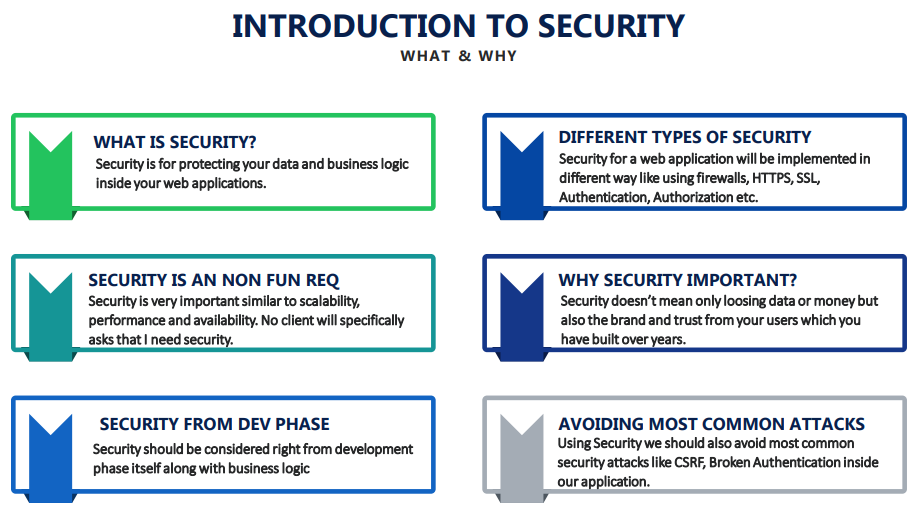 INTRODUCTION TO SECURITY
WHAT & WHY
WHAT IS SECURITY?
Security is for protecting your data and business logic
inside your web applications.
DIFFERENT TYPES OF SECURITY
Security for a web application will be implemented in
different way like using firewalls, HTTPS, SSL,
Authentication, Authorization etc.
SECURITY IS AN NON FUN REQ
Security is very important similar to scalability,
performance and availability. No client will specifically
asks that I need security.
WHY SECURITY IMPORTANT?
Security doesn't mean only loosing data or money but
also the brand and trust from your users which you
have built over years.
SECURITY FROM DEV PHASE
Security should be considered right from development
phase itself along with business logic
AVOIDING MOST COMMON ATTACKS
Using Security we should also avoid most common
security attacks like CSRF, Broken Authentication inside
our application.